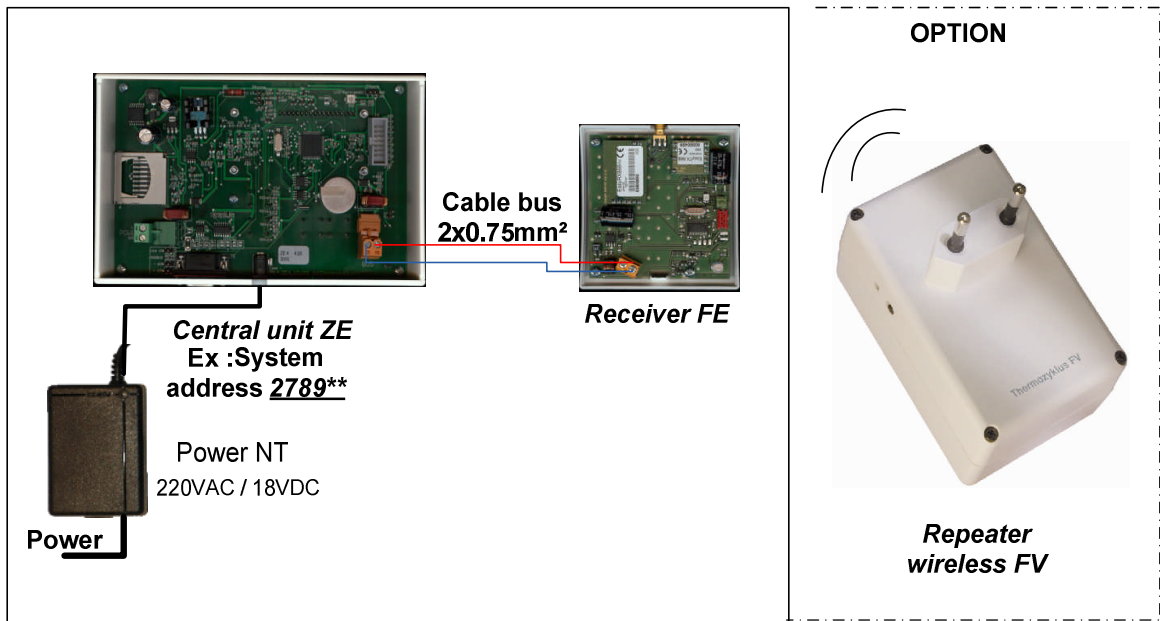 OPTION
Cable bus
2x0.75mm²
Receiver FE
Central unit ZE
Ex :System
address 2789**
Power NT
220VAC / 18VDC
Power
Thermozyklus FV
Repeater
wireless FV